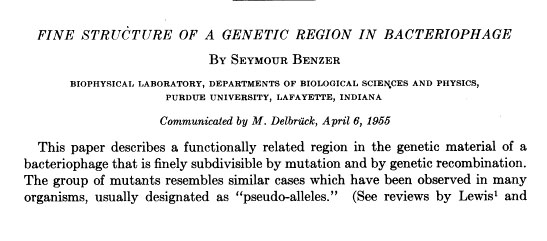 FINE STRUCTURE OF A GENETIC REGION IN BACTERIOPHAGE
BY SEYMOUR BENZER
BIOPHYSICAL LABORATORY, DEPARTMENTS OF BIOLOGICAL SCIENCES AND PHYSICS,
PURDUE UNIVERSITY, LAFAYETTE, INDIANA
Communicated by M. Delbrück, April 6, 1955
This paper describes a functionally related region in the genetic material of a
bacteriophage that is finely subdivisible by mutation and by genetic recombination.
The group of mutants resembles similar cases which have been observed in many
organisms, usually designated as “pseudo-alleles.” (See reviews by Lewis¹ and